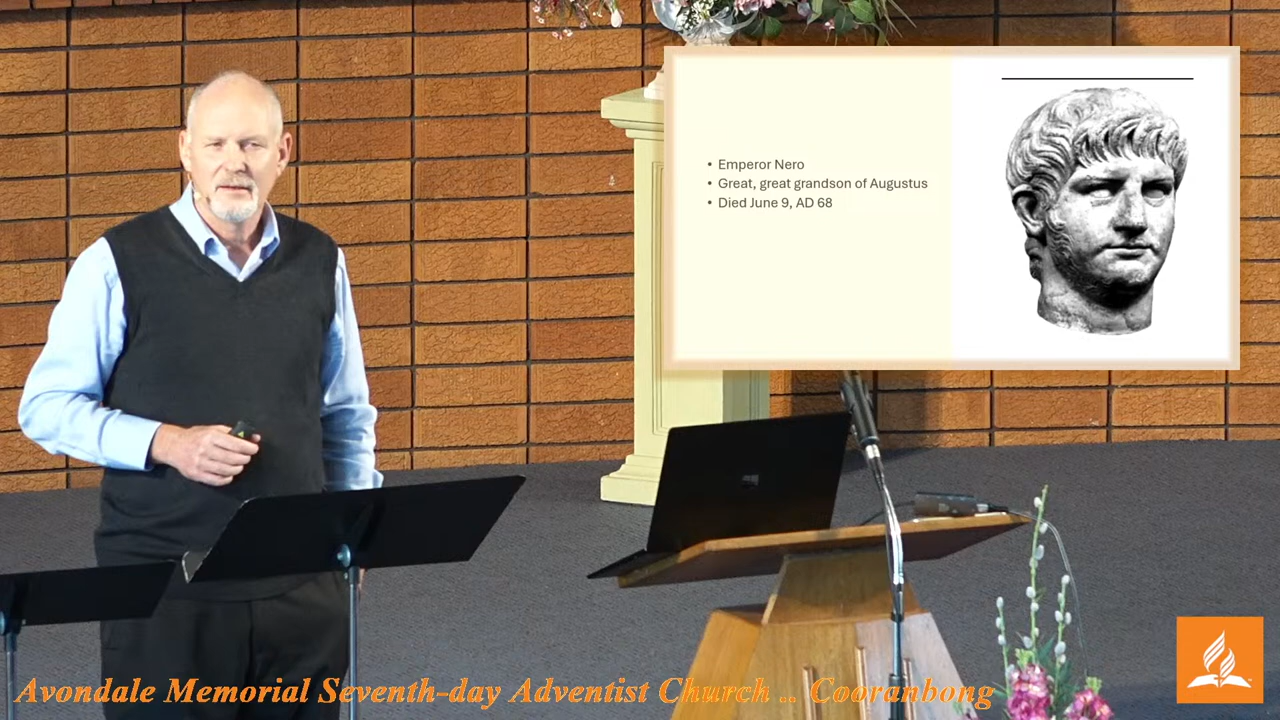 • Emperor Nero
• Great, great grandson of Augustus
• Died June 9, AD 68
Avondale Memorial Seventh-day Adventist Church .. Cooranbong